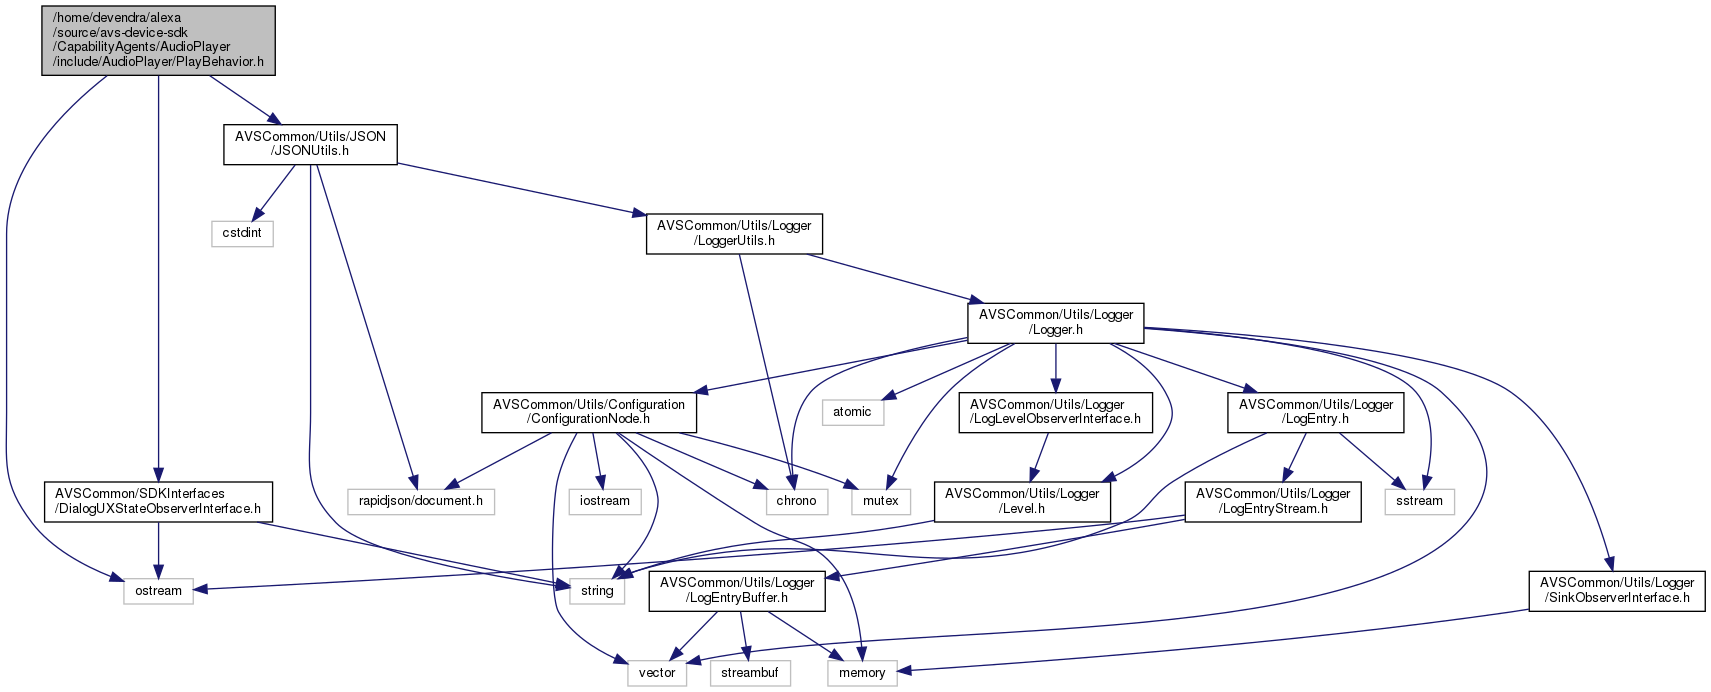 /home/devendra/alexa
/source/avs-device-sdk
/CapabilityAgents/AudioPlayer
/include/AudioPlayer/PlayBehavior.h
AVSCommon/Utils/JSON
/JSONUtils.h
cstdint
AVSCommon/Utils/Logger
/LoggerUtils.h
AVSCommon/Utils/Logger
/Logger.h
AVSCommon/Utils/Configuration
/ConfigurationNode.h
atomic
AVSCommon/Utils/Logger
/LogLevelObserverInterface.h
AVSCommon/Utils/Logger
/LogEntry.h
AVSCommon/SDKInterfaces
/DialogUXStateObserverInterface.h
rapidjson/document.h
iostream
chrono
mutex
AVSCommon/Utils/Logger
/Level.h
AVSCommon/Utils/Logger
/LogEntryStream.h
sstream
ostream
string
AVSCommon/Utils/Logger
/LogEntryBuffer.h
AVSCommon/Utils/Logger
/SinkObserverInterface.h
vector
streambuf
memory